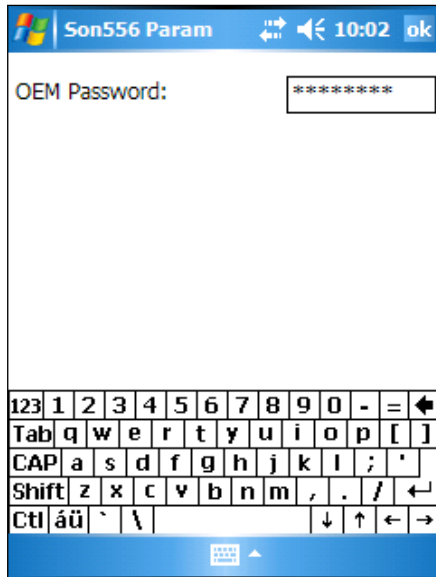 Son556 Param 10:02 ok
OEM Password: ********
123 1 2 3 4 5 6 7 8 9 0 - =
Tab q w e r t y u i o p [ ]
CAP a s d f g h j k l ; '
Shift z x c v b n m , . /
Ctl áü ` \ ↓ ↑ ← →